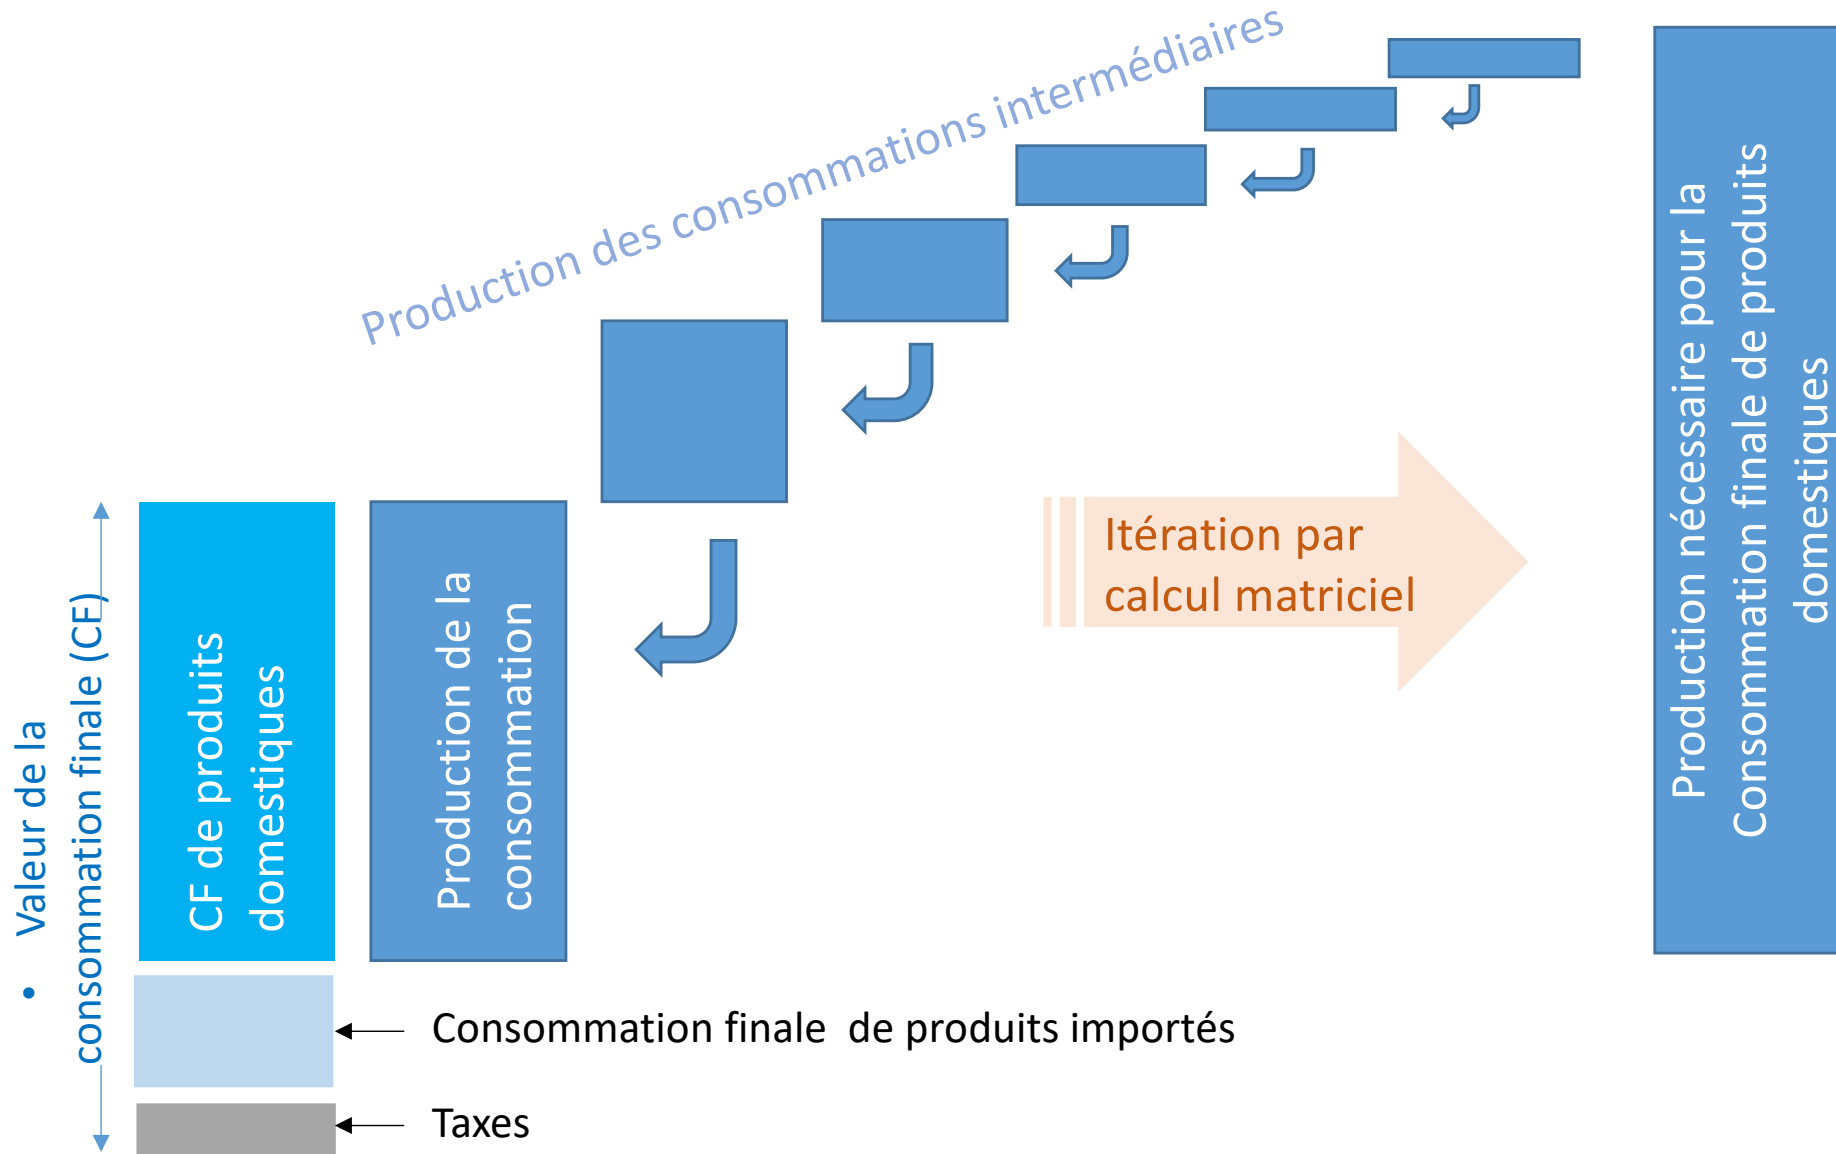 Production des consommations intermédiaires
• Valeur de la
consommation finale (CF)
CF de produits
domestiques
Production de la
consommation
Itération par
calcul matriciel
Production nécessaire pour la
Consommation finale de produits
domestiques
Consommation finale de produits importés
Taxes